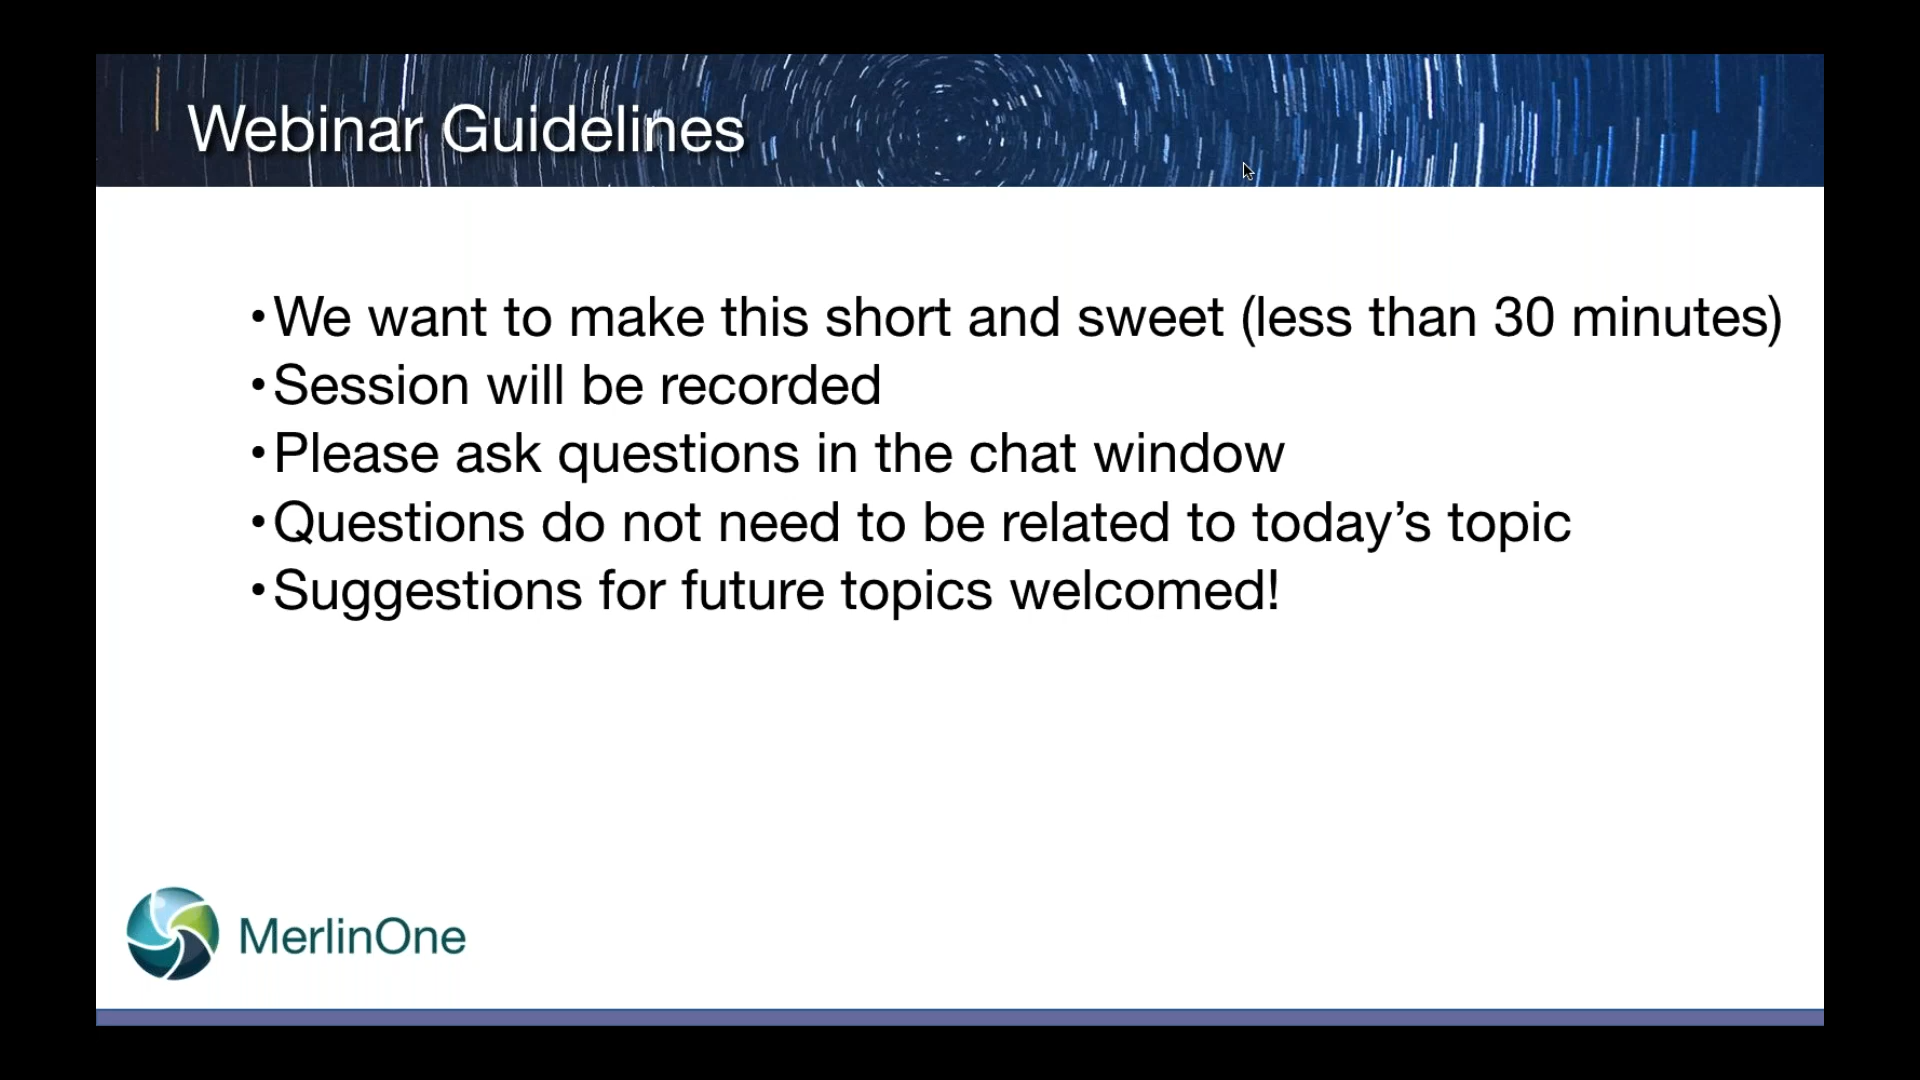 Webinar Guidelines
•We want to make this short and sweet (less than 30 minutes)
•Session will be recorded
•Please ask questions in the chat window
•Questions do not need to be related to today’s topic
•Suggestions for future topics welcomed!
MerlinOne